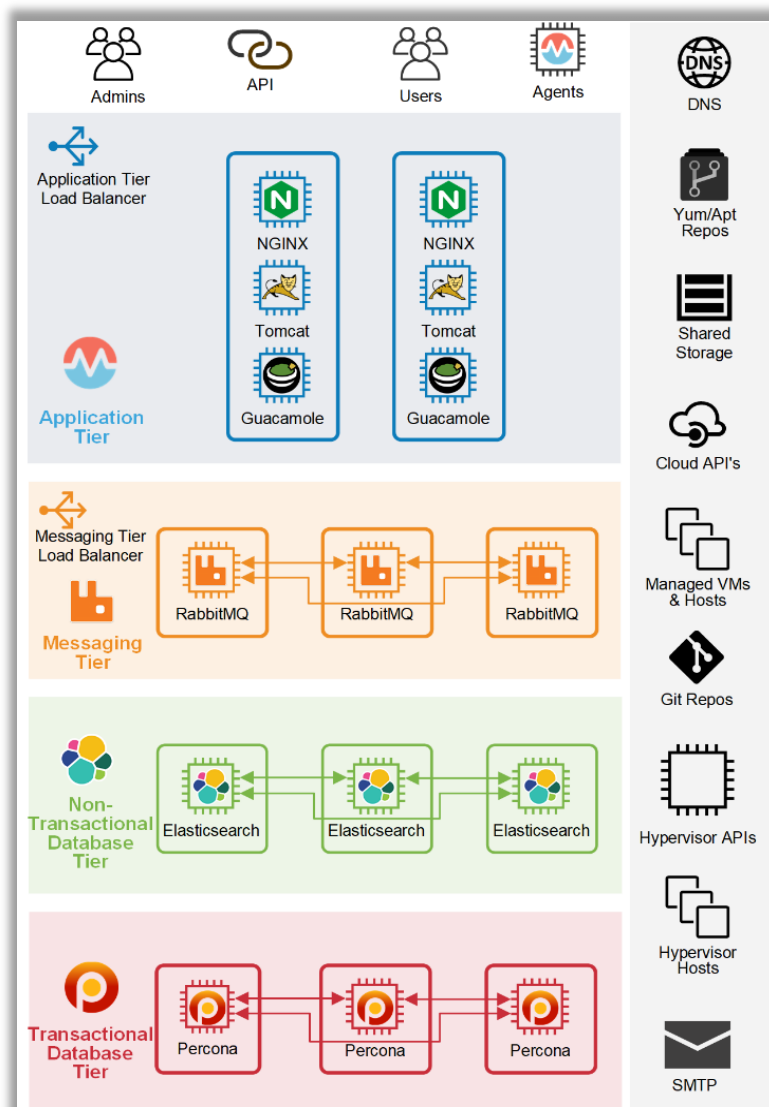 Admins
API
Users
Agents
Application Tier
Load Balancer
NGINX
NGINX
Tomcat
Tomcat
Guacamole
Guacamole
Application
Tier
Messaging Tier
Load Balancer
RabbitMQ
RabbitMQ
RabbitMQ
Messaging
Tier
Non-
Transactional
Database
Tier
Elasticsearch
Elasticsearch
Elasticsearch
Transactional
Database
Tier
Percona
Percona
Percona
DNS
DNS
Yum/Apt
Repos
Shared
Storage
Cloud API's
Managed VMs
& Hosts
Git Repos
Hypervisor APIs
Hypervisor
Hosts
SMTP